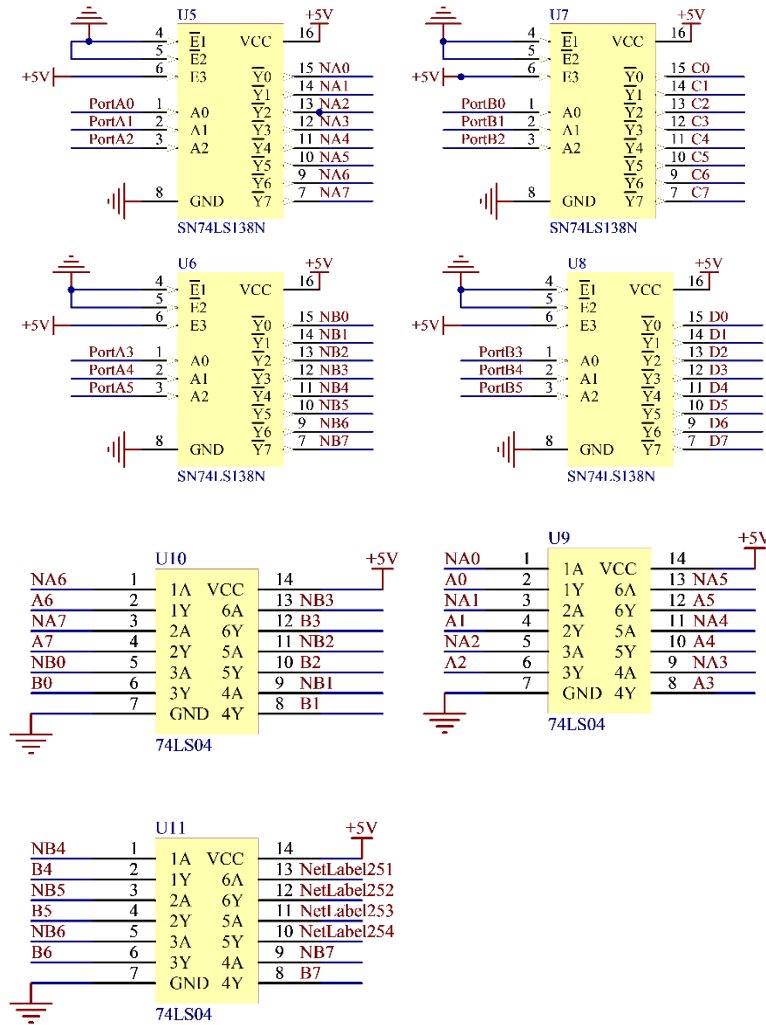 U5
+5V
4 E1 VCC 16
5 E2
+5V 6 E3 Y0 15 NA0
Y1 14 NA1
PortA0 1 A0 Y2 13 NA2
PortA1 2 A1 Y3 12 NA3
PortA2 3 A2 Y4 11 NA4
Y5 10 NA5
Y6 9 NA6
8 GND Y7 7 NA7
SN74LS138N
U7
+5V
4 E1 VCC 16
5 E2
+5V 6 E3 Y0 15 C0
Y1 14 C1
PortB0 1 A0 Y2 13 C2
PortB1 2 A1 Y3 12 C3
PortB2 3 A2 Y4 11 C4
Y5 10 C5
Y6 9 C6
8 GND Y7 7 C7
SN74LS138N
U6
+5V
4 E1 VCC 16
5 E2
+5V 6 E3 Y0 15 NB0
Y1 14 NB1
PortA3 1 A0 Y2 13 NB2
PortA4 2 A1 Y3 12 NB3
PortA5 3 A2 Y4 11 NB4
Y5 10 NB5
Y6 9 NB6
8 GND Y7 7 NB7
SN74LS138N
U8
+5V
4 E1 VCC 16
5 E2
+5V 6 E3 Y0 15 D0
Y1 14 D1
PortB3 1 A0 Y2 13 D2
PortB4 2 A1 Y3 12 D3
PortB5 3 A2 Y4 11 D4
Y5 10 D5
Y6 9 D6
8 GND Y7 7 D7
SN74LS138N
U10
+5V
NA6 1 1A VCC 14
A6 2 1Y 6A 13 NB3
NA7 3 2A 6Y 12 B3
A7 4 2Y 5A 11 NB2
NB0 5 3A 5Y 10 B2
B0 6 3Y 4A 9 NB1
7 GND 4Y 8 B1
74LS04
U9
+5V
NA0 1 1A VCC 14
A0 2 1Y 6A 13 NA5
NA1 3 2A 6Y 12 A5
A1 4 2Y 5A 11 NA4
NA2 5 3A 5Y 10 A4
A2 6 3Y 4A 9 NA3
7 GND 4Y 8 A3
74LS04
U11
+5V
NB4 1 1A VCC 14
B4 2 1Y 6A 13 NetLabel251
NB5 3 2A 6Y 12 NetLabel252
B5 4 2Y 5A 11 NetLabel253
NB6 5 3A 5Y 10 NetLabel254
B6 6 3Y 4A 9 NB7
7 GND 4Y 8 B7
74LS04